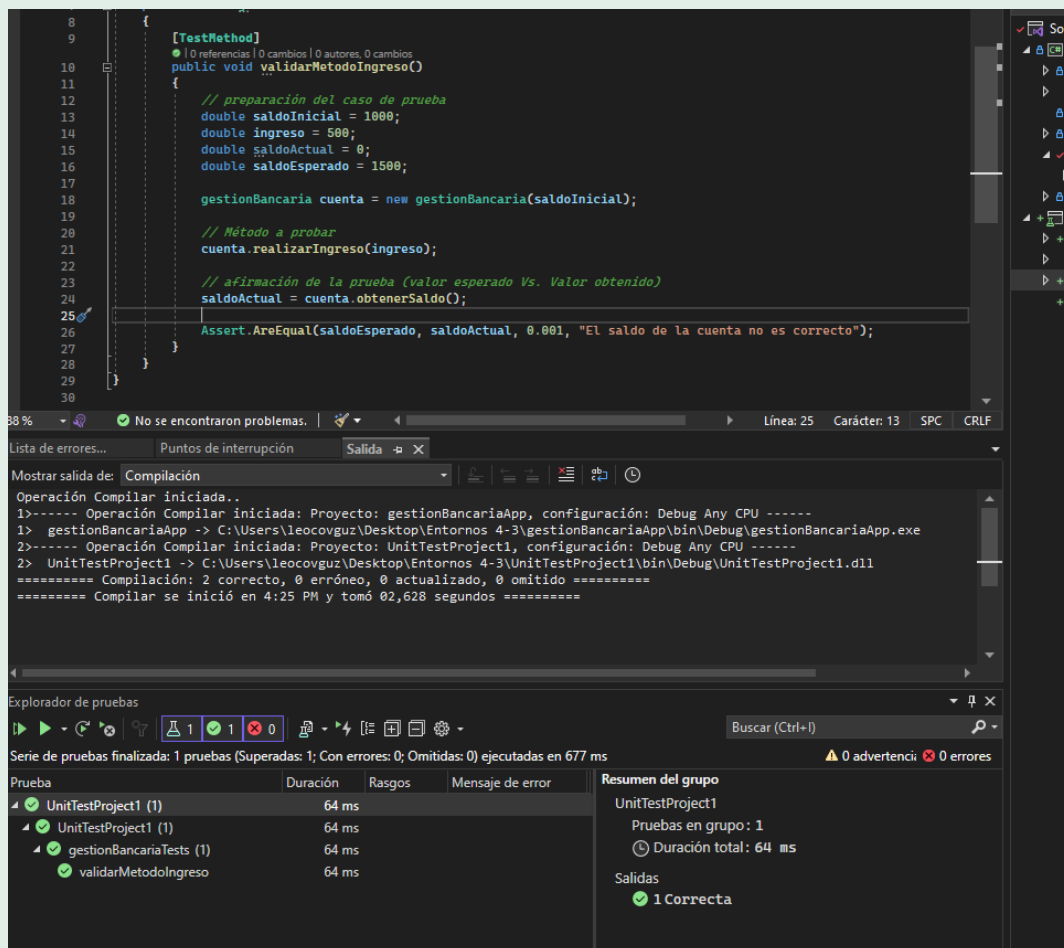 8 {
9 [TestMethod]
| 0 referencias | 0 cambios | 0 autores, 0 cambios
10 public void validarMetodoIngreso()
11 {
12 // preparación del caso de prueba
13 double saldoInicial = 1000;
14 double ingreso = 500;
15 double saldoActual = 0;
16 double saldoEsperado = 1500;
17
18 gestionBancaria cuenta = new gestionBancaria(saldoInicial);
19
20 // Método a probar
21 cuenta.realizarIngreso(ingreso);
22
23 // afirmación de la prueba (valor esperado Vs. Valor obtenido)
24 saldoActual = cuenta.obtenerSaldo();
25
26 Assert.AreEqual(saldoEsperado, saldoActual, 0.001, "El saldo de la cuenta no es correcto");
27 }
28 }
29 }
30
So
C#
38 % No se encontraron problemas. Línea: 25 Carácter: 13 SPC CRLF
Lista de errores... Puntos de interrupción Salida
Mostrar salida de: Compilación
Operación Compilar iniciada..
1>------ Operación Compilar iniciada: Proyecto: gestionBancariaApp, configuración: Debug Any CPU ------
1> gestionBancariaApp -> C:\Users\leocovguz\Desktop\Entornos 4-3\gestionBancariaApp\bin\Debug\gestionBancariaApp.exe
2>------ Operación Compilar iniciada: Proyecto: UnitTestProject1, configuración: Debug Any CPU ------
2> UnitTestProject1 -> C:\Users\leocovguz\Desktop\Entornos 4-3\UnitTestProject1\bin\Debug\UnitTestProject1.dll
========== Compilación: 2 correcto, 0 erróneo, 0 actualizado, 0 omitido ==========
========= Compilar se inició en 4:25 PM y tomó 02,628 segundos ==========
Explorador de pruebas
1 1 0 Buscar (Ctrl+I)
Serie de pruebas finalizada: 1 pruebas (Superadas: 1; Con errores: 0; Omitidas: 0) ejecutadas en 677 ms 0 advertenci: 0 errores
Prueba Duración Rasgos Mensaje de error
UnitTestProject1 (1) 64 ms
UnitTestProject1 (1) 64 ms
gestionBancariaTests (1) 64 ms
validarMetodoIngreso 64 ms
Resumen del grupo
UnitTestProject1
Pruebas en grupo: 1
Duración total: 64 ms
Salidas
1 Correcta